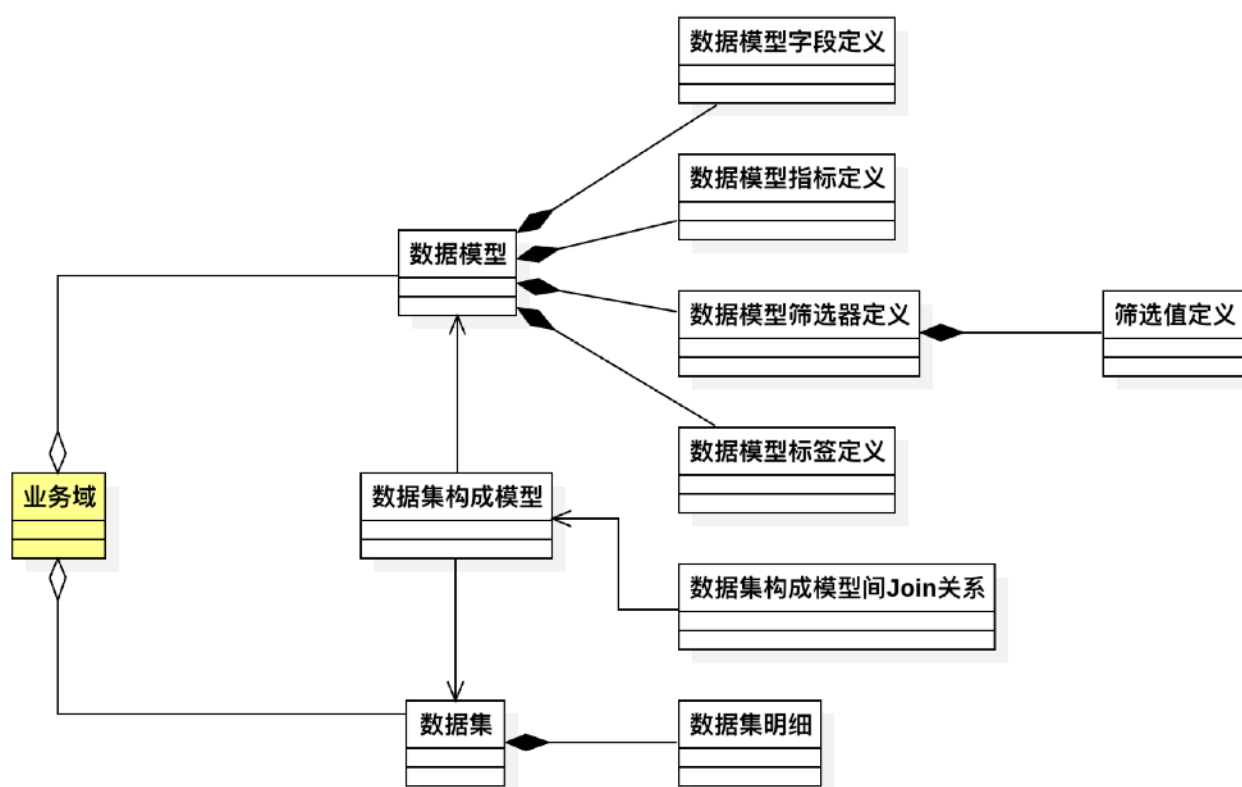 数据模型字段定义
数据模型指标定义
数据模型
数据模型筛选器定义
筛选值定义
数据模型标签定义
业务域
数据集构成模型
数据集构成模型间Join关系
数据集
数据集明细